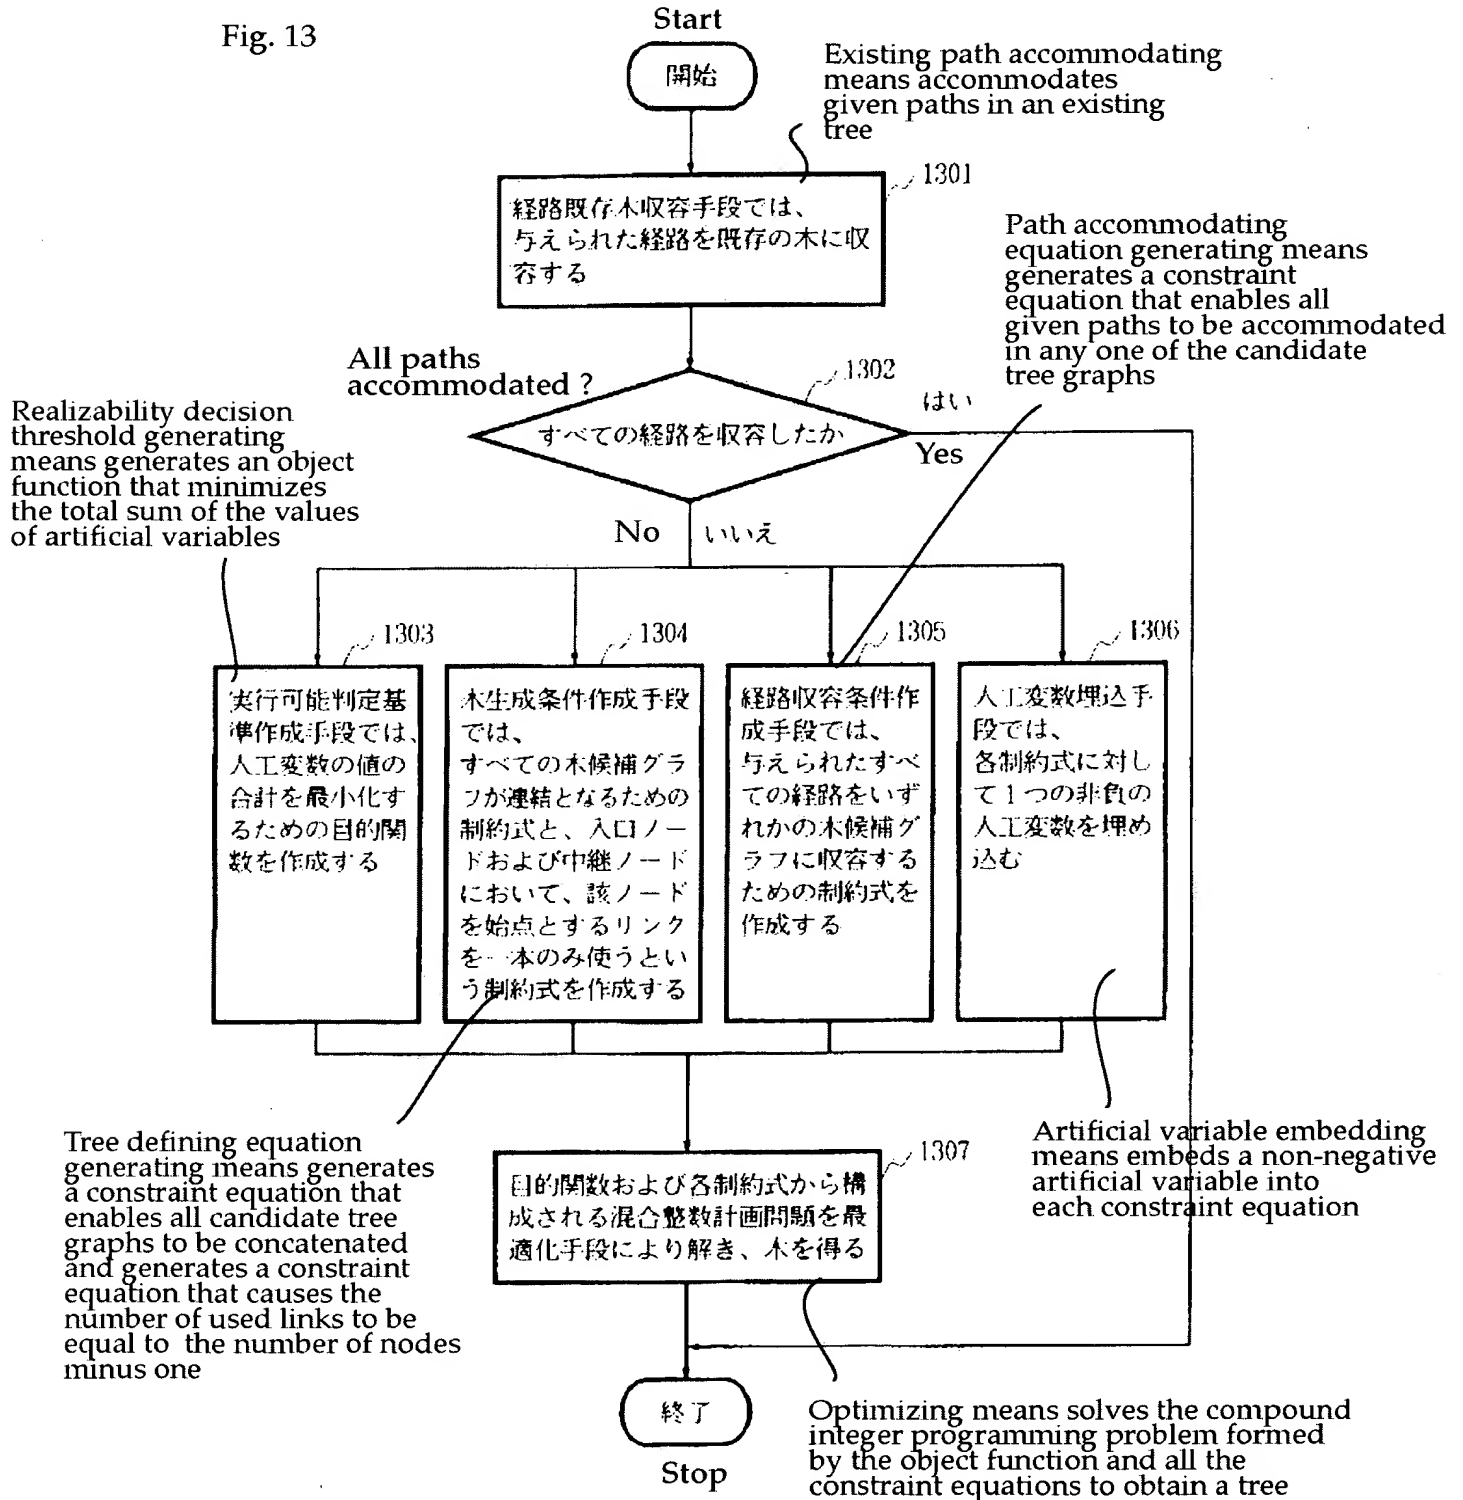 Fig. 13
Start
開始
Existing path accommodating
means accommodates
given paths in an existing
tree
1301
経路既存木収容手段では、
与えられた経路を既存の木に収
容する
Path accommodating
equation generating means
generates a constraint
equation that enables all
given paths to be accommodated
in any one of the candidate
tree graphs
All paths
accommodated ?
1302
すべての経路を収容したか
はい
Yes
Realizability decision
threshold generating
means generates an object
function that minimizes
the total sum of the values
of artificial variables
No
いいえ
1303
実行可能判定基
準作成手段では、
人工変数の値の
合計を最小化す
るための目的関
数を作成する
1304
木生成条件作成手段
では、
すべての木候補グラ
フが連結となるための
制約式と、入口ノー
ドおよび中継ノード
において、該ノード
を始点とするリンク
を一本のみ使うとい
う制約式を作成する
1305
経路収容条件作
成手段では、
与えられたすべ
ての経路をいず
れかの木候補グ
ラフに収容する
ための制約式を
作成する
1306
人工変数埋込手
段では、
各制約式に対し
て1つの非負の
人工変数を埋め
込む
Tree defining equation
generating means generates
a constraint equation that
enables all candidate tree
graphs to be concatenated
and generates a constraint
equation that causes the
number of used links to be
equal to the number of nodes
minus one
1307
目的関数および各制約式から構
成される混合整数計画問題を最
適化手段により解き、木を得る
Artificial variable embedding
means embeds a non-negative
artificial variable into
each constraint equation
終了
Stop
Optimizing means solves the compound
integer programming problem formed
by the object function and all the
constraint equations to obtain a tree